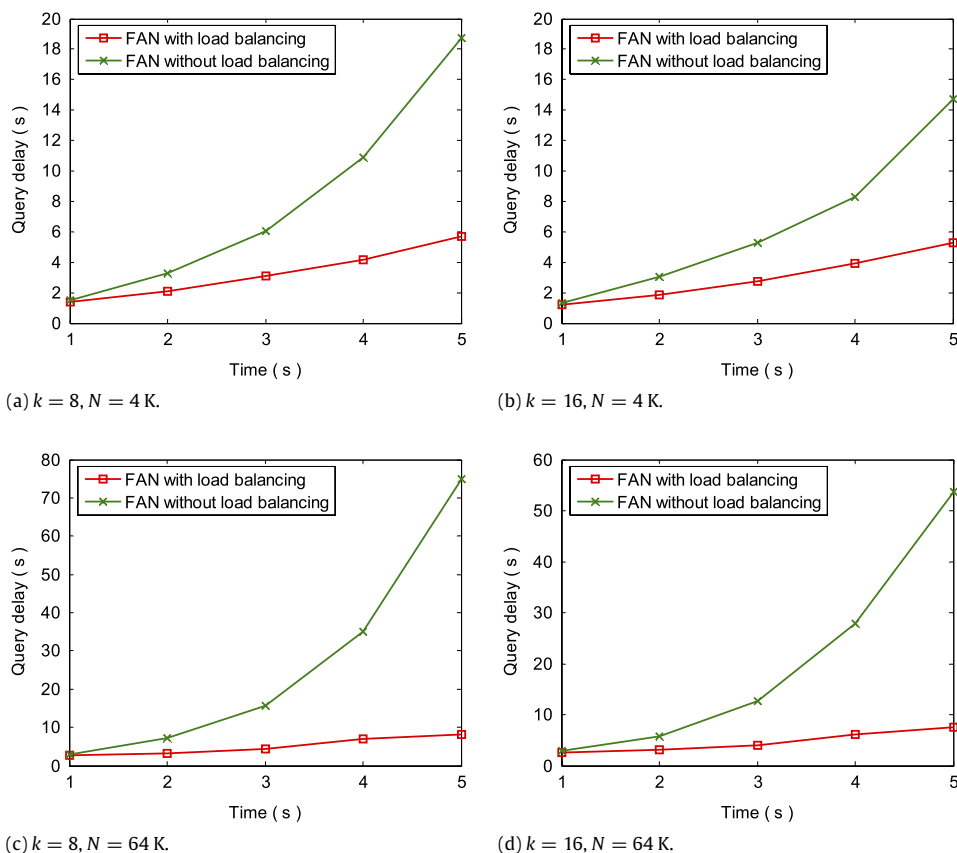 20
18
16
14
12
10
8
6
4
2
0
Query delay ( s )
FAN with load balancing
FAN without load balancing
1 2 3 4 5
Time ( s )
(a) k = 8, N = 4 K.
20
18
16
14
12
10
8
6
4
2
0
Query delay ( s )
FAN with load balancing
FAN without load balancing
1 2 3 4 5
Time ( s )
(b) k = 16, N = 4 K.
80
70
60
50
40
30
20
10
0
Query delay ( s )
FAN with load balancing
FAN without load balancing
1 2 3 4 5
Time ( s )
(c) k = 8, N = 64 K.
60
50
40
30
20
10
0
Query delay ( s )
FAN with load balancing
FAN without load balancing
1 2 3 4 5
Time ( s )
(d) k = 16, N = 64 K.